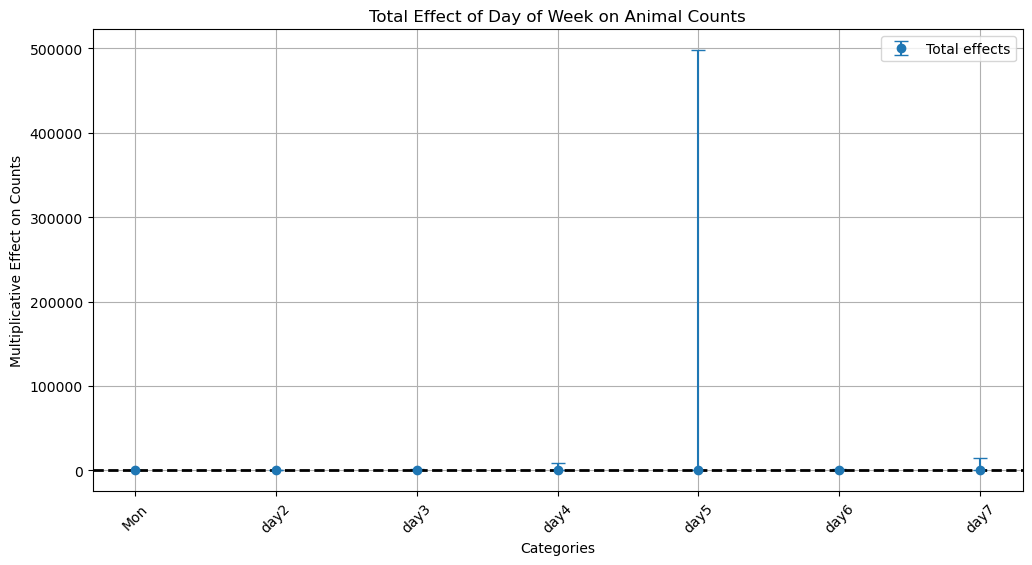 Total Effect of Day of Week on Animal Counts
Total effects
500000
400000
300000
200000
100000
0
Multiplicative Effect on Counts
Mon
day2
day3
day4
day5
day6
day7
Categories